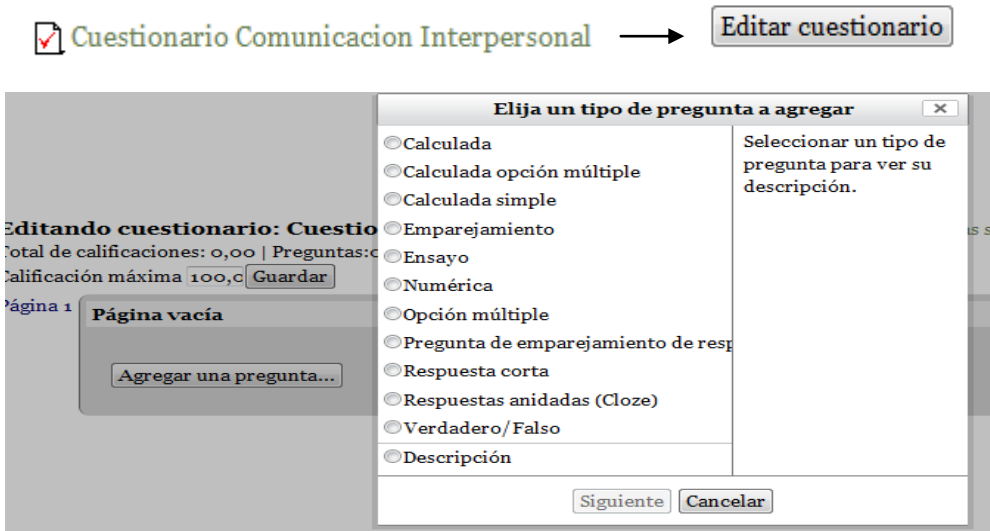 Cuestionario Comunicacion Interpersonal
Editar cuestionario
Elija un tipo de pregunta a agregar
Calculada
Calculada opción múltiple
Calculada simple
Emparejamiento
Ensayo
Numérica
Opción múltiple
Pregunta de emparejamiento de resp
Respuesta corta
Respuestas anidadas (Cloze)
Verdadero/Falso
Descripción
Seleccionar un tipo de
pregunta para ver su
descripción.
Siguiente
Cancelar
Editando cuestionario: Cuestio
Total de calificaciones: 0,00 | Preguntas:
Calificación máxima 100,0 Guardar
Página 1
Página vacía
Agregar una pregunta...